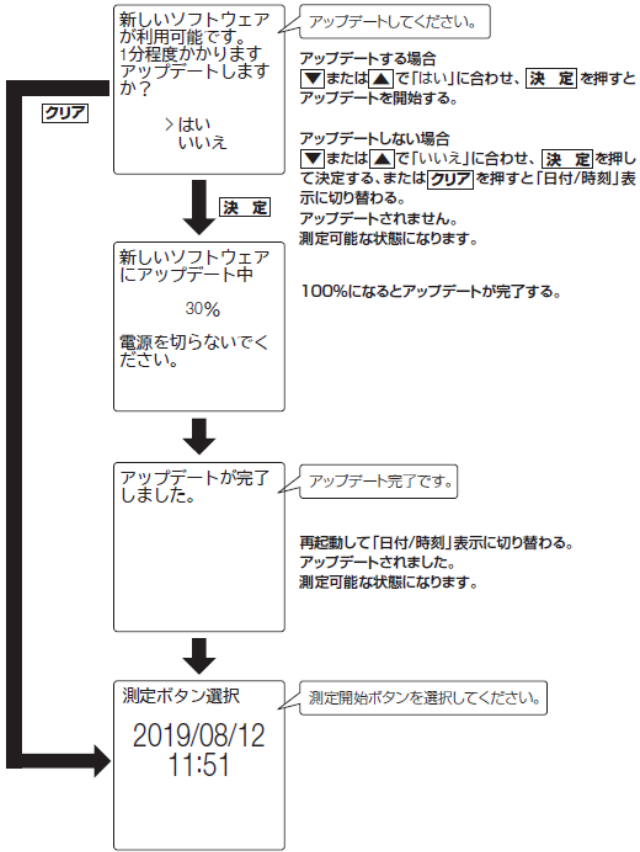 新しいソフトウェア
が利用可能です。
1分程度かかります
アップデートします
か？
＞はい
いいえ
アップデートしてください。
アップデートする場合
▼または▲で「はい」に合わせ、決 定を押すと
アップデートを開始する。
アップデートしない場合
▼または▲で「いいえ」に合わせ、決 定を押し
て決定する、またはクリアを押すと「日付/時刻」表
示に切り替わる。
アップデートされません。
測定可能な状態になります。
クリア
決 定
新しいソフトウェア
にアップデート中
30%
電源を切らないでく
ださい。
100%になるとアップデートが完了する。
アップデートが完了
しました。
アップデート完了です。
再起動して「日付/時刻」表示に切り替わる。
アップデートされました。
測定可能な状態になります。
測定ボタン選択
2019/08/12
11:51
測定開始ボタンを選択してください。